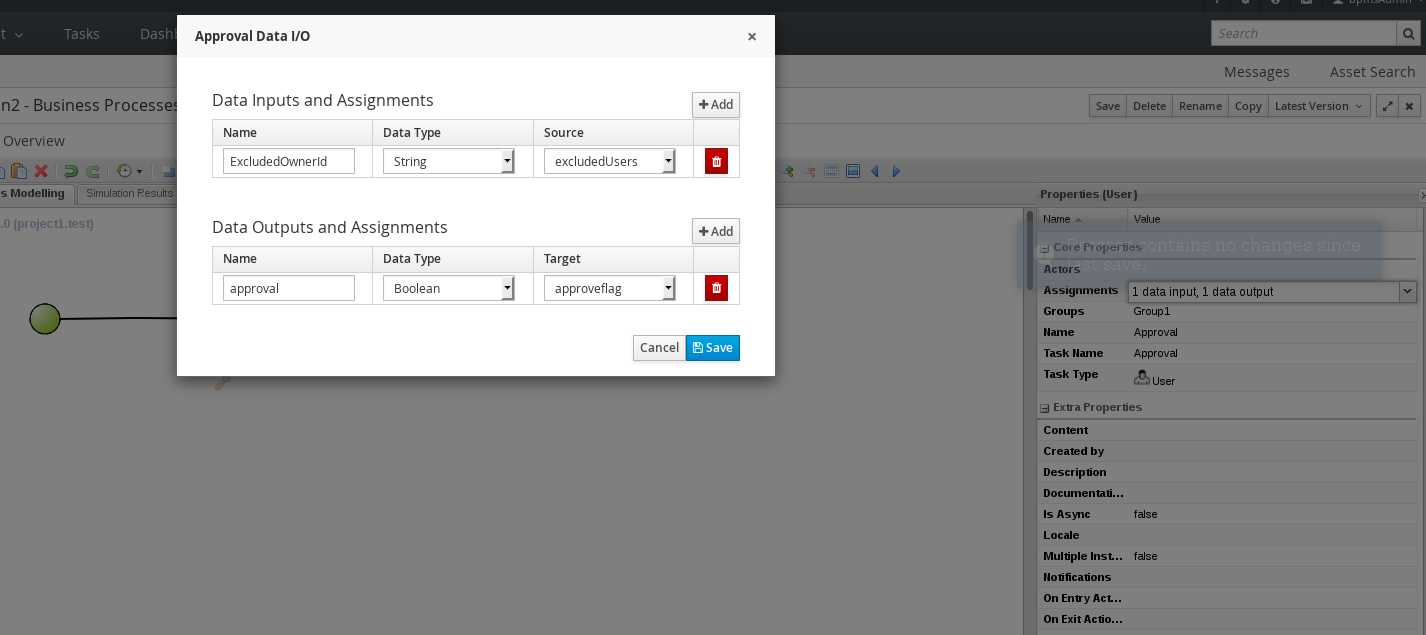 bpmsAdmin
t
Tasks
Dashb
Search
Messages
Asset Search
n2 - Business Processes
Save
Delete
Rename
Copy
Latest Version
Overview
s Modelling
Simulation Results
.0 (project1.test)
Approval Data I/O
×
Data Inputs and Assignments
Add
Name
Data Type
Source
ExcludedOwnerId
String
excludedUsers
Data Outputs and Assignments
Add
Name
Data Type
Target
approval
Boolean
approveflag
Cancel
Save
Properties (User)
Name
Value
Core Properties
contains no changes since
last save.
Actors
Assignments
1 data input, 1 data output
Groups
Group1
Name
Approval
Task Name
Approval
Task Type
User
Extra Properties
Content
Created by
Description
Documentati...
Is Async
false
Locale
Multiple Inst...
false
Notifications
On Entry Act...
On Exit Actio...